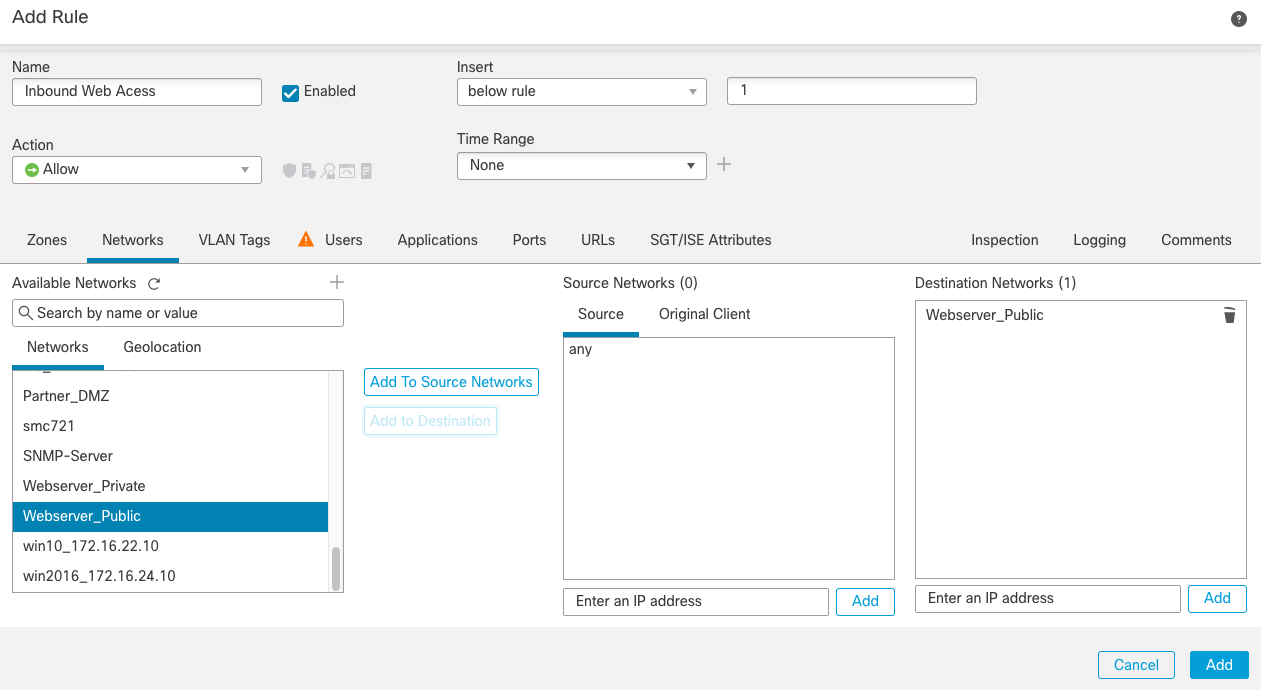 Add Rule
?
Name
Insert
Inbound Web Acess
Enabled
below rule
1
Action
Time Range
Allow
None
Zones
Networks
VLAN Tags
Users
Applications
Ports
URLs
SGT/ISE Attributes
Inspection
Logging
Comments
Available Networks
Search by name or value
Networks
Geolocation
Partner_DMZ
smc721
SNMP-Server
Webserver_Private
Webserver_Public
win10_172.16.22.10
win2016_172.16.24.10
Add To Source Networks
Add to Destination
Source Networks (0)
Source
Original Client
any
Enter an IP address
Add
Destination Networks (1)
Webserver_Public
Enter an IP address
Add
Cancel
Add